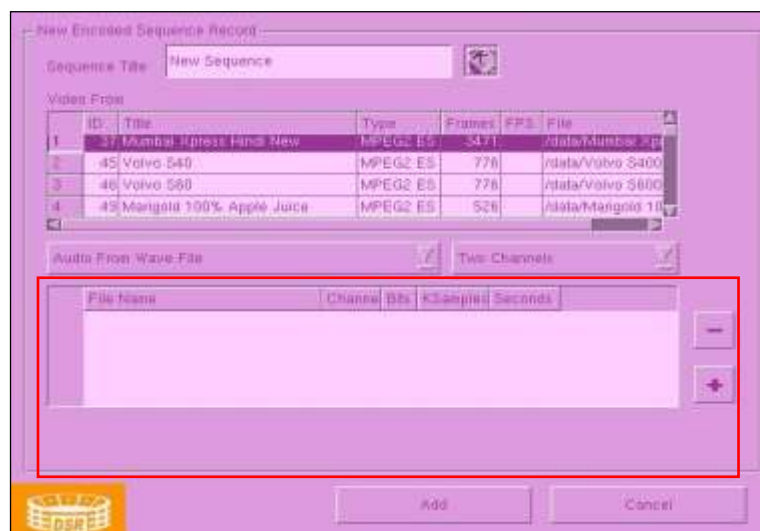 New Encoded Sequence Record
Sequence Title New Sequence
Video From
ID Title Type Frames FPS File
1 37 Mumbai Xpress Hindi New MPEG2 ES 3471 /data/Mumbai Xp
2 45 Volvo S40 MPEG2 ES 776 /data/Volvo S400
3 46 Volvo S60 MPEG2 ES 776 /data/Volvo S600
4 49 Marigold 100% Apple Juice MPEG2 ES 526 /data/Marigold 10
Audio From Wave File Two Channels
File Name Channe Bits KSamples Seconds
Add Cancel
DSR